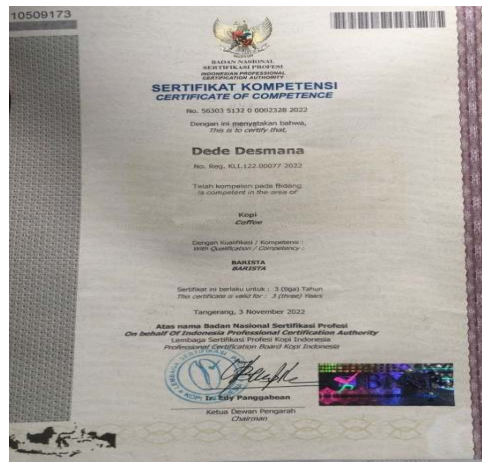 10509173
BADAN NASIONAL
SERTIFIKASI PROFESI
INDONESIAN PROFESSIONAL
CERTIFICATION AUTHORITY
SERTIFIKAT KOMPETENSI
CERTIFICATE OF COMPETENCE
No. 56303 5132 0 0002328 2022
Dengan ini menyatakan bahwa,
This is to certify that,
Dede Desmana
No. Reg. KLI.122.00077 2022
Telah kompeten pada Bidang:
Is competent in the area of
Kopi
Coffee
Dengan Kualifikasi / Kompetensi :
With Qualification / Competency :
BARISTA
BARISTA
Sertifikat ini berlaku untuk : 3 (tiga) Tahun
This certificate is valid for : 3 (three) Years
Tangerang, 3 November 2022
Atas nama Badan Nasional Sertifikasi Profesi
On behalf Of Indonesia Professional Certification Authority
Lembaga Sertifikasi Profesi Kopi Indonesia
Professional Certification Board Kopi Indonesia
Ir. Edy Panggabean
Ketua Dewan Pengarah
Chairman